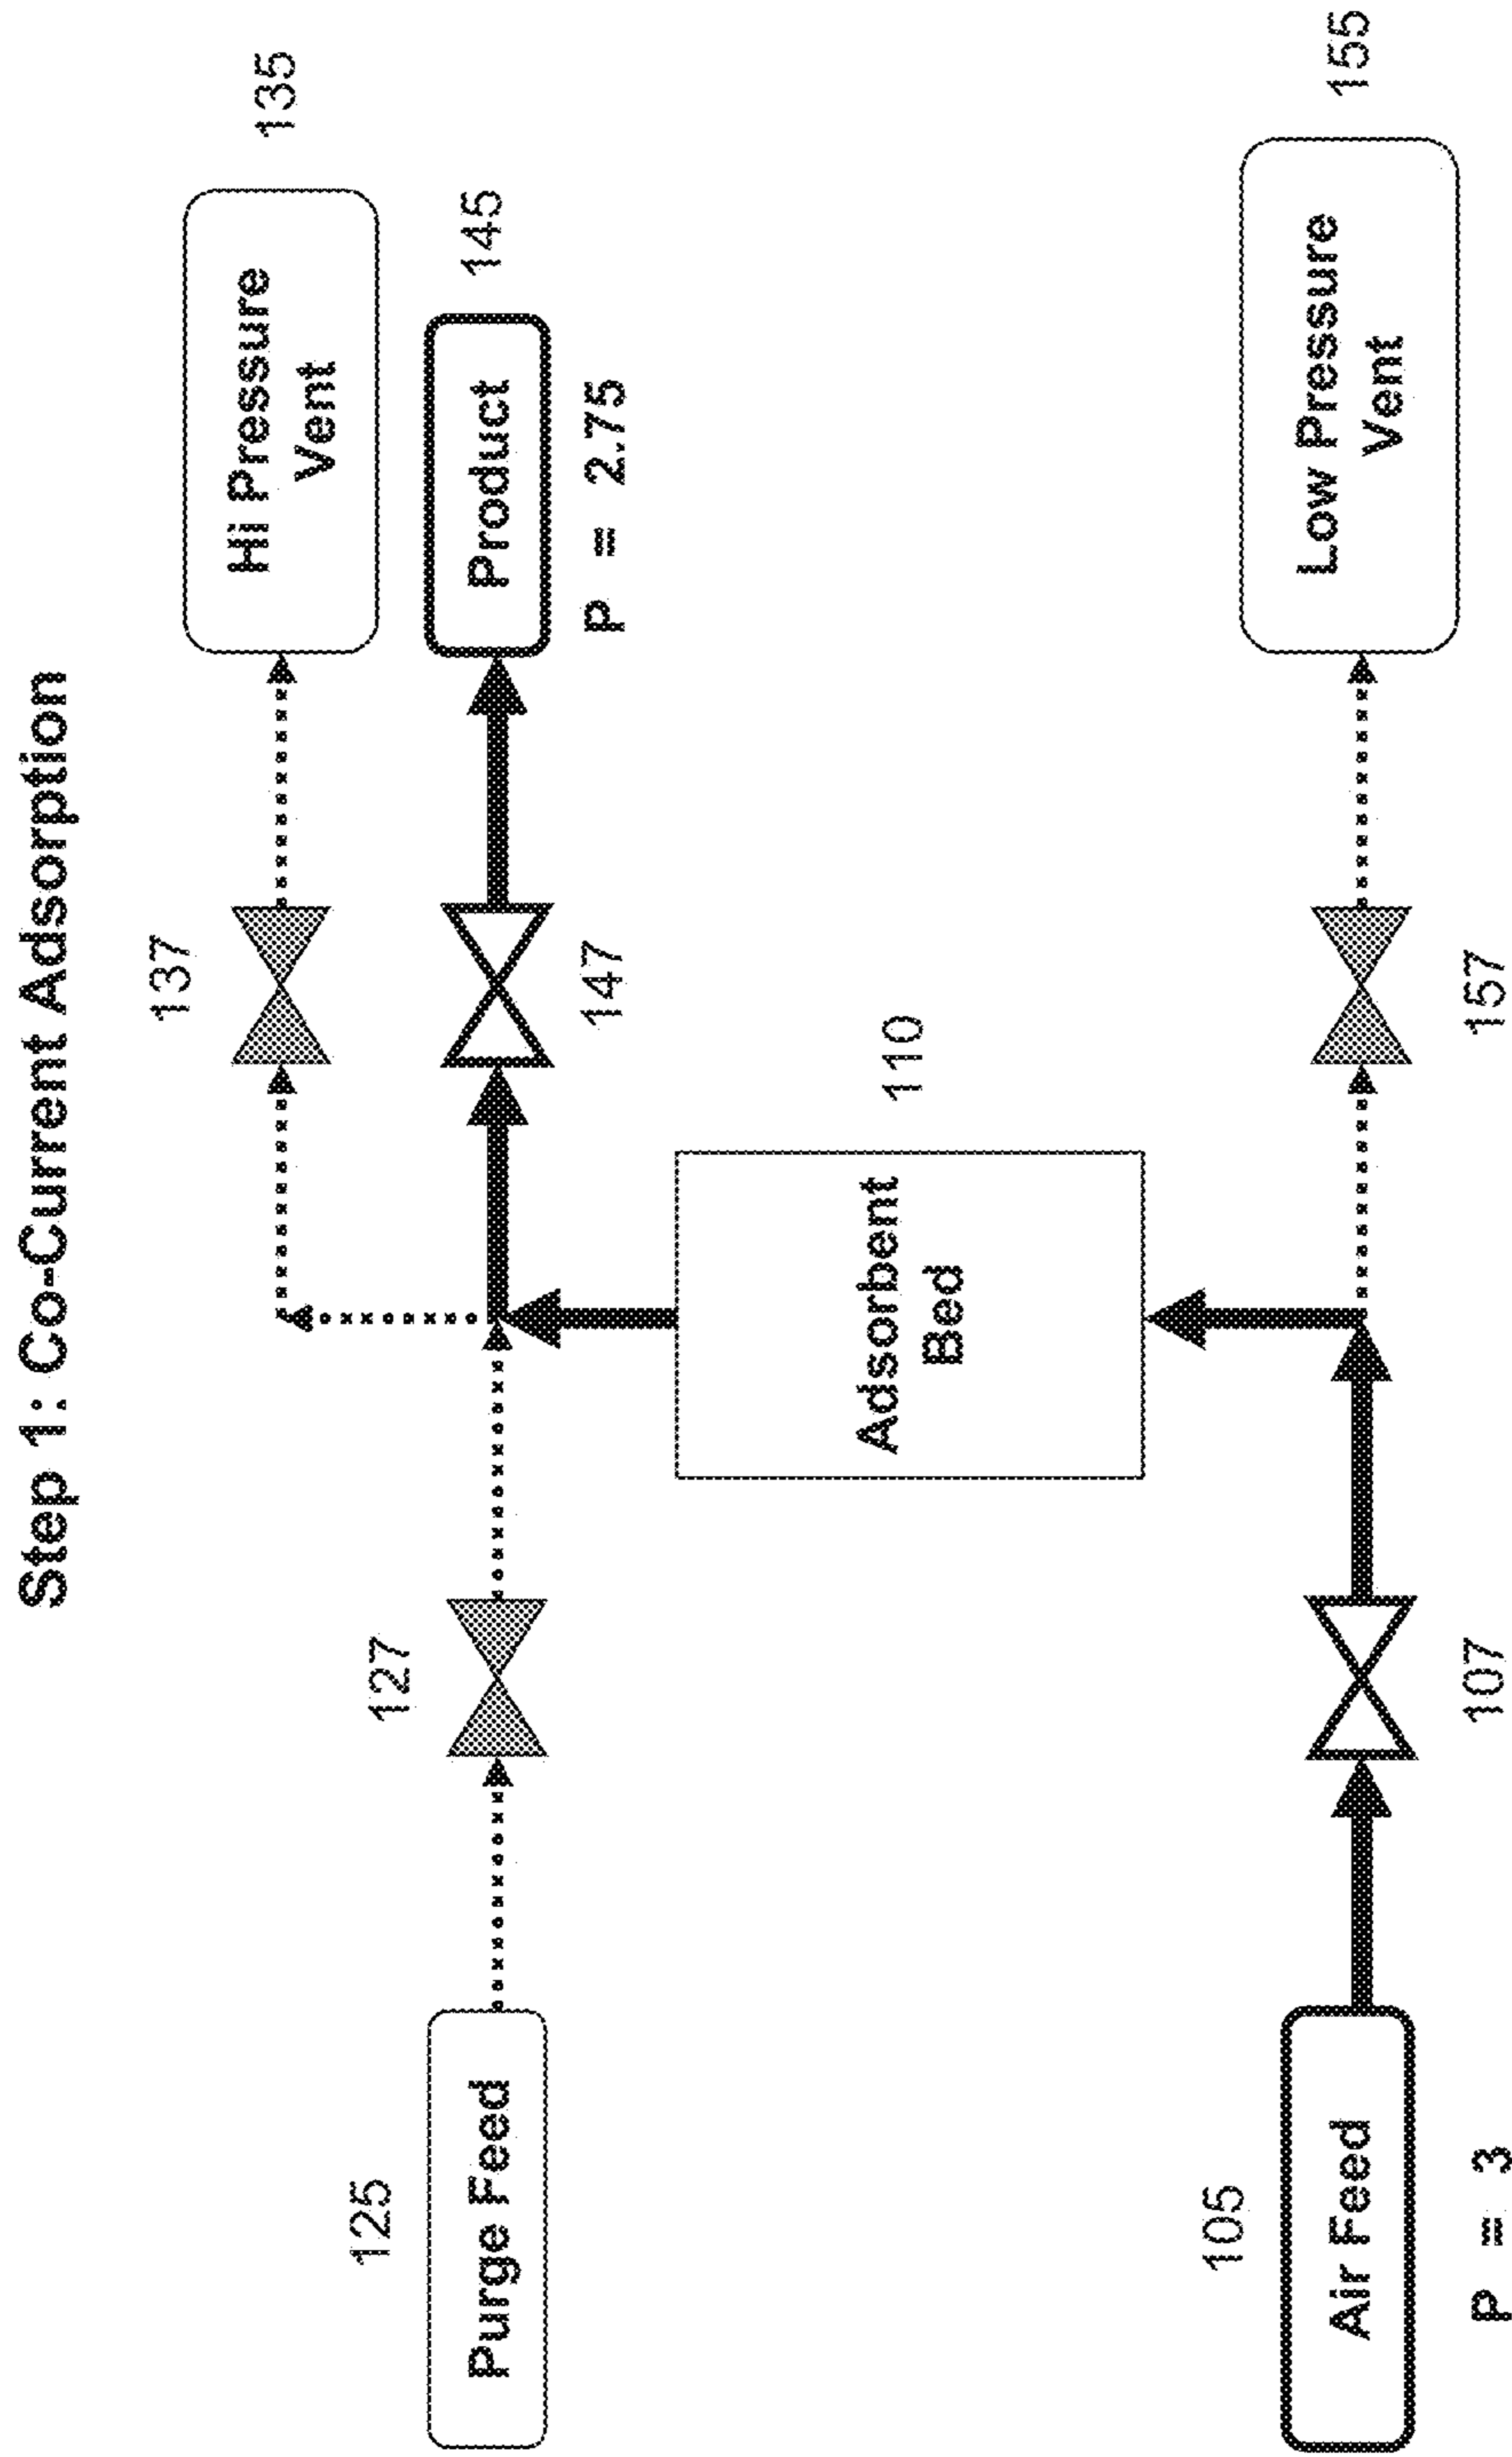 Step 1: Co-Current Adsorption
135
Hi Pressure
Vent
137
145
Product
P = 2.75
147
127
125
Purge Feed
110
Adsorbent
Bed
155
Low Pressure
Vent
157
107
105
Air Feed
P = 3